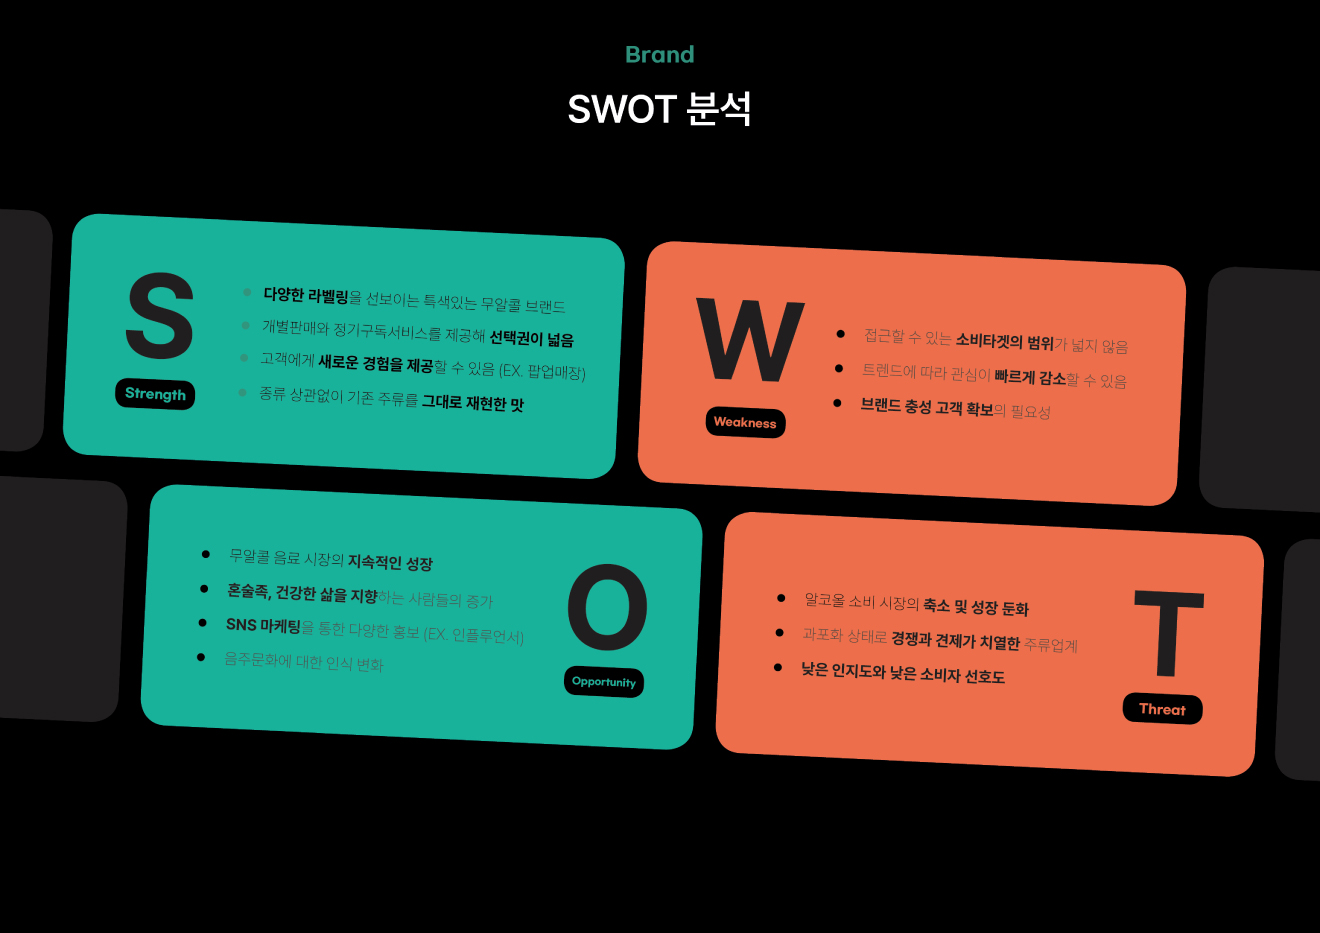 Brand
SWOT 분석
S
Strength
다양한 라벨링을 선보이는 특색있는 무알콜 브랜드
개별판매와 정기구독서비스를 제공해 선택권이 넓음
고객에게 새로운 경험을 제공할 수 있음 (EX. 팝업매장)
종류 상관없이 기존 주류를 그대로 재현한 맛
W
Weakness
접근할 수 있는 소비타겟의 범위가 넓지 않음
트렌드에 따라 관심이 빠르게 감소할 수 있음
브랜드 충성 고객 확보의 필요성
무알콜 음료 시장의 지속적인 성장
혼술족, 건강한 삶을 지향하는 사람들의 증가
SNS 마케팅을 통한 다양한 홍보 (EX. 인플루언서)
음주문화에 대한 인식 변화
O
Opportunity
알코올 소비 시장의 축소 및 성장 둔화
과포화 상태로 경쟁과 견제가 치열한 주류업계
낮은 인지도와 낮은 소비자 선호도
T
Threat